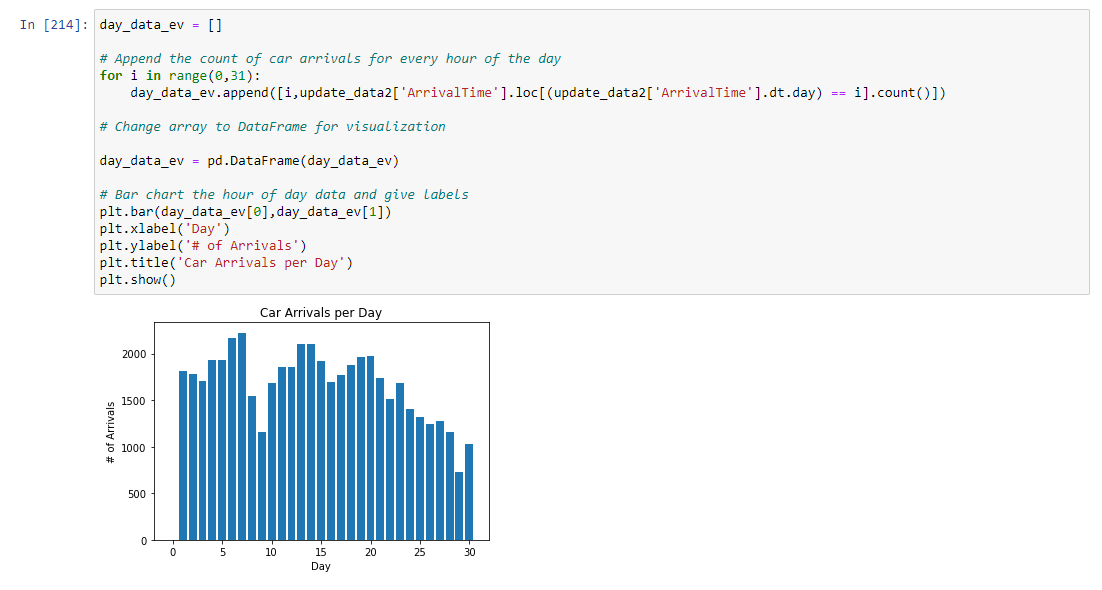 In [214]: day_data_ev = []
# Append the count of car arrivals for every hour of the day
for i in range(0,31):
    day_data_ev.append([i,update_data2['ArrivalTime'].loc[(update_data2['ArrivalTime'].dt.day) == i].count()])
# Change array to DataFrame for visualization
day_data_ev = pd.DataFrame(day_data_ev)
# Bar chart the hour of day data and give labels
plt.bar(day_data_ev[0],day_data_ev[1])
plt.xlabel('Day')
plt.ylabel('# of Arrivals')
plt.title('Car Arrivals per Day')
plt.show()
Car Arrivals per Day
# of Arrivals
2000
1500
1000
500
0
0 5 10 15 20 25 30
Day